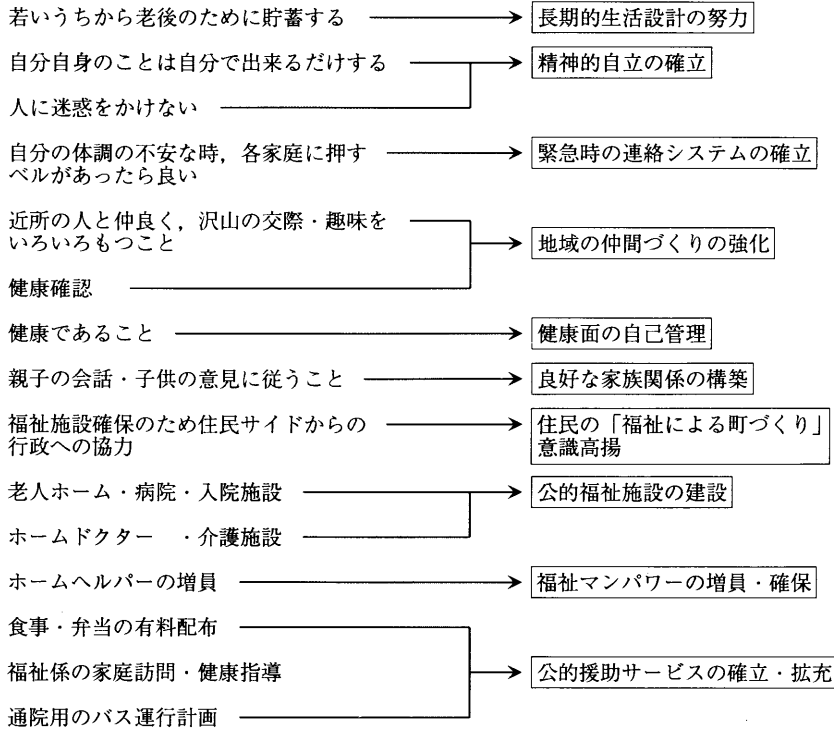 若いうちから老後のために貯蓄する
長期的生活設計の努力
自分自身のことは自分で出来るだけする
精神的自立の確立
人に迷惑をかけない
自分の体調の不安な時，各家庭に押す
ベルがあったら良い
緊急時の連絡システムの確立
近所の人と仲良く，沢山の交際・趣味を
いろいろもつこと
地域の仲間づくりの強化
健康確認
健康であること
健康面の自己管理
親子の会話・子供の意見に従うこと
良好な家族関係の構築
福祉施設確保のため住民サイドからの
行政への協力
住民の「福祉による町づくり」
意識高揚
老人ホーム・病院・入院施設
公的福祉施設の建設
ホームドクター ・介護施設
ホームヘルパーの増員
福祉マンパワーの増員・確保
食事・弁当の有料配布
福祉係の家庭訪問・健康指導
公的援助サービスの確立・拡充
通院用のバス運行計画